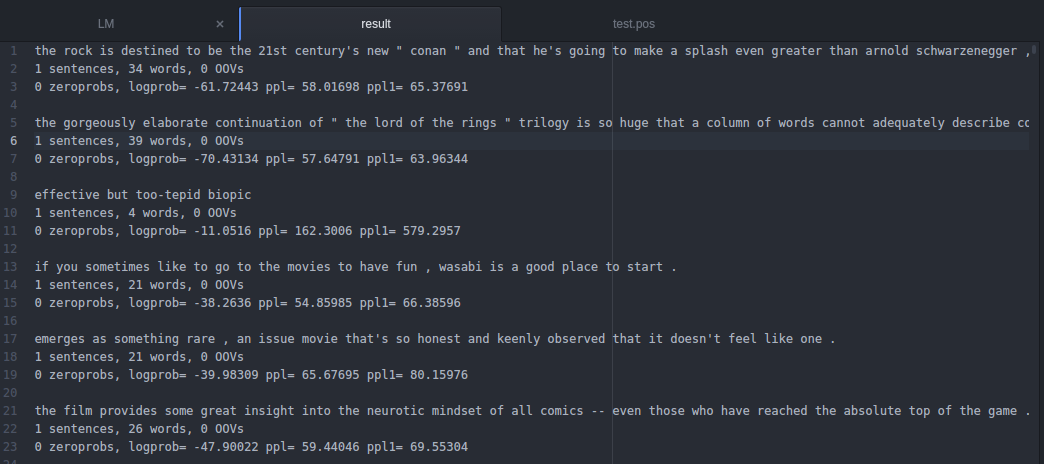 LM × result test.pos
1 the rock is destined to be the 21st century's new " conan " and that he's going to make a splash even greater than arnold schwarzenegger ,
2 1 sentences, 34 words, 0 OOVs
3 0 zeroprobs, logprob= -61.72443 ppl= 58.01698 ppl1= 65.37691
4
5 the gorgeously elaborate continuation of " the lord of the rings " trilogy is so huge that a column of words cannot adequately describe co
6 1 sentences, 39 words, 0 OOVs
7 0 zeroprobs, logprob= -70.43134 ppl= 57.64791 ppl1= 63.96344
8
9 effective but too-tepid biopic
10 1 sentences, 4 words, 0 OOVs
11 0 zeroprobs, logprob= -11.0516 ppl= 162.3006 ppl1= 579.2957
12
13 if you sometimes like to go to the movies to have fun , wasabi is a good place to start .
14 1 sentences, 21 words, 0 OOVs
15 0 zeroprobs, logprob= -38.2636 ppl= 54.85985 ppl1= 66.38596
16
17 emerges as something rare , an issue movie that's so honest and keenly observed that it doesn't feel like one .
18 1 sentences, 21 words, 0 OOVs
19 0 zeroprobs, logprob= -39.98309 ppl= 65.67695 ppl1= 80.15976
20
21 the film provides some great insight into the neurotic mindset of all comics -- even those who have reached the absolute top of the game .
22 1 sentences, 26 words, 0 OOVs
23 0 zeroprobs, logprob= -47.90022 ppl= 59.44046 ppl1= 69.55304
24